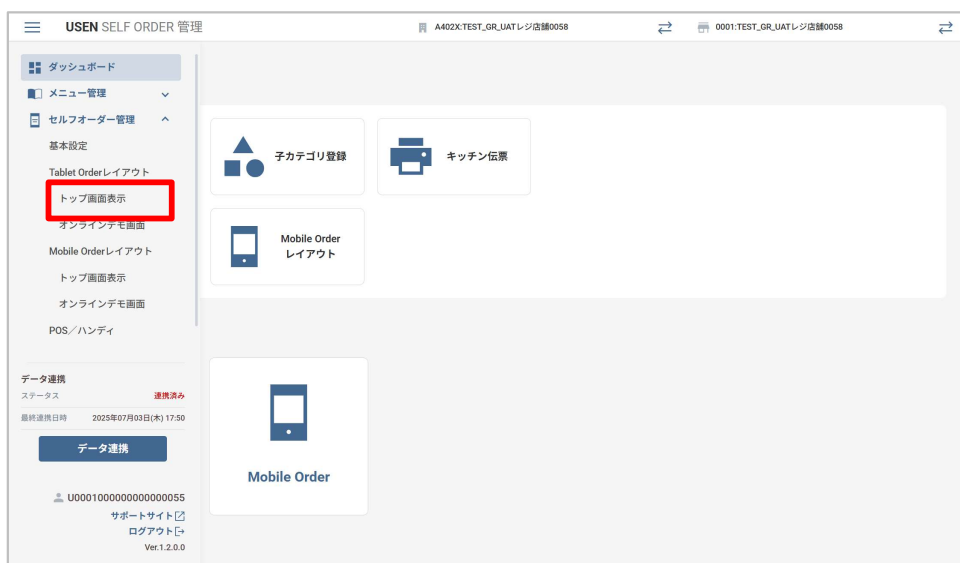 USEN SELF ORDER 管理
A402X:TEST_GR_UATレジ店舗0058
0001:TEST_GR_UATレジ店舗0058
ダッシュボード
メニュー管理
セルフオーダー管理
基本設定
Tablet Orderレイアウト
トップ画面表示
オンラインデモ画面
Mobile Orderレイアウト
トップ画面表示
オンラインデモ画面
POS／ハンディ
データ連携
ステータス 連携済み
最終連携日時 2025年07月03日(木) 17:50
データ連携
U0001000000000000055
サポートサイト
ログアウト
Ver.1.2.0.0
子カテゴリ登録
キッチン伝票
Mobile Order
レイアウト
Mobile Order